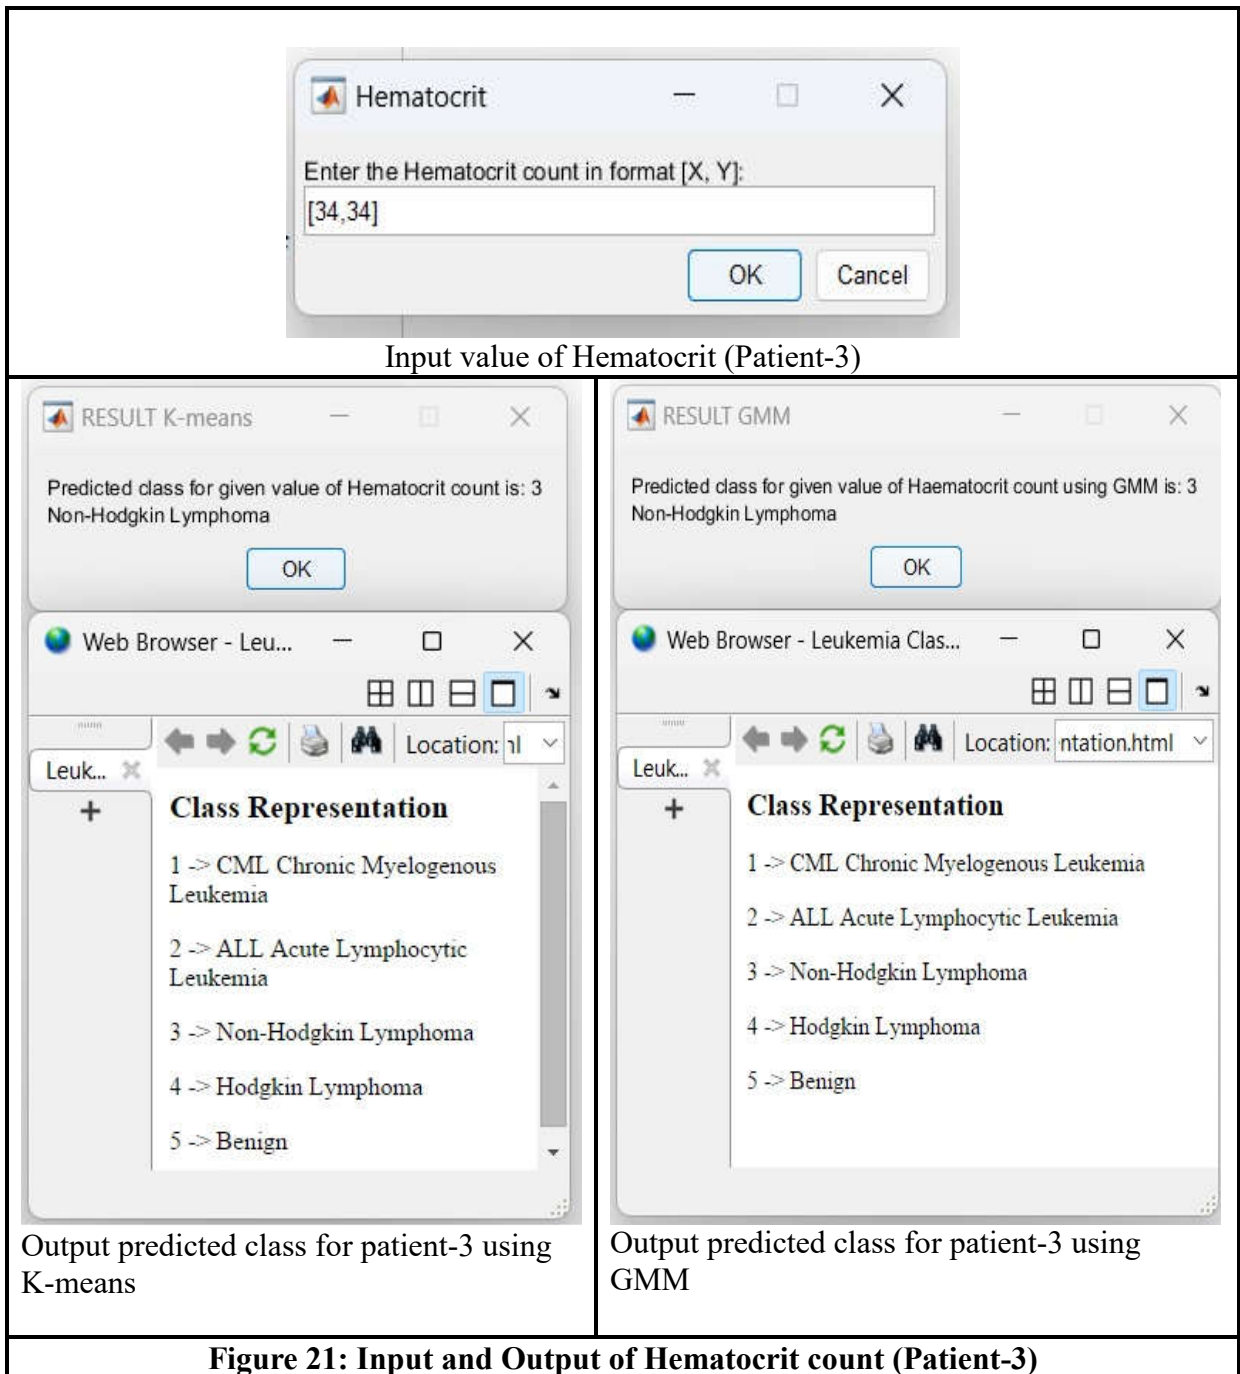 Hematocrit
Enter the Hematocrit count in format [X, Y]:
[34,34]
OK
Cancel
Input value of Hematocrit (Patient-3)
RESULT K-means
Predicted class for given value of Hematocrit count is: 3
Non-Hodgkin Lymphoma
OK
Web Browser - Leu...
Location:
Leuk...
Class Representation
1 -> CML Chronic Myelogenous
Leukemia
2 -> ALL Acute Lymphocytic
Leukemia
3 -> Non-Hodgkin Lymphoma
4 -> Hodgkin Lymphoma
5 -> Benign
Output predicted class for patient-3 using
K-means
RESULT GMM
Predicted class for given value of Haematocrit count using GMM is: 3
Non-Hodgkin Lymphoma
OK
Web Browser - Leukemia Clas...
Location: ntation.html
Leuk...
Class Representation
1 -> CML Chronic Myelogenous Leukemia
2 -> ALL Acute Lymphocytic Leukemia
3 -> Non-Hodgkin Lymphoma
4 -> Hodgkin Lymphoma
5 -> Benign
Output predicted class for patient-3 using
GMM
Figure 21: Input and Output of Hematocrit count (Patient-3)